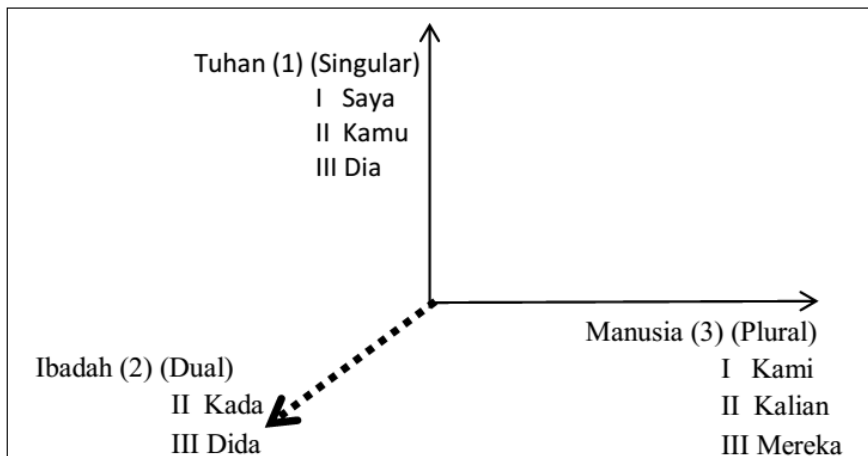 Tuhan (1) (Singular)
I Saya
II Kamu
III Dia
Manusia (3) (Plural)
I Kami
II Kalian
III Mereka
Ibadah (2) (Dual)
II Kada
III Dida